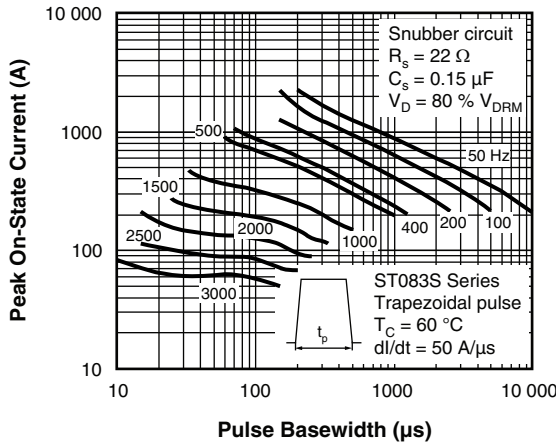 Peak On-State Current (A)
10 000
1000
100
10
Snubber circuit
Rs = 22 Ω
Cs = 0.15 µF
VD = 80 % VDRM
50 Hz
500
1500
2500
2000
3000
1000
400
200
100
ST083S Series
Trapezoidal pulse
TC = 60 °C
dI/dt = 50 A/µs
tp
10
100
1000
10 000
Pulse Basewidth (µs)